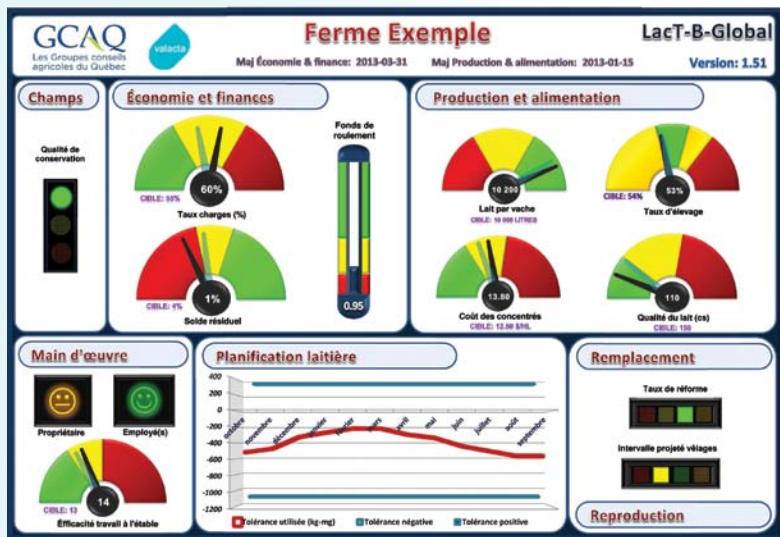 GCAQ
Les Groupes conseils
agricoles du Québec
valacta
Ferme Exemple
LacT-B-Global
Maj Économie & finance: 2013-03-31
Maj Production & alimentation: 2013-01-15
Version: 1.51
Champs
Qualité de
conservation
Économie et finances
60%
CIBLE: 55%
Taux charges (%)
1%
CIBLE: 4%
Solde résiduel
Fonds de
roulement
0.95
Production et alimentation
10 200
Lait par vache
CIBLE: 10 000 LITRES
53%
CIBLE: 54%
Taux d'élevage
13.80
Coût des concentrés
CIBLE: 12.50 $/HL
110
Qualité du lait (cs)
CIBLE: 150
Main d'œuvre
Propriétaire
Employé(s)
14
CIBLE: 13
Éfficacité travail à l'étable
Planification laitière
400
200
0
-200
-400
-600
-800
-1000
-1200
octobre
novembre
décembre
janvier
février
mars
avril
mai
juin
juillet
août
septembre
Tolérance utilisée (kg-mg)
Tolérance négative
Tolérance positive
Remplacement
Taux de réforme
Intervalle projeté vêlages
Reproduction